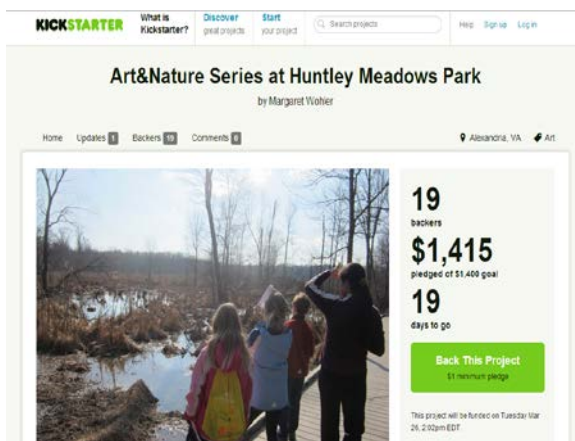 KICKSTARTER
What is
Kickstarter?
Discover
great projects
Start
your project
Search projects
Help Sign up Log in
Art&Nature Series at Huntley Meadows Park
by Margaret Wohler
Home Updates 1 Backers 19 Comments 0
Alexandria, VA Art
19
backers
$1,415
pledged of $1,400 goal
19
days to go
Back This Project
$1 minimum pledge
This project will be funded on Tuesday Mar
26, 2:02pm EDT.